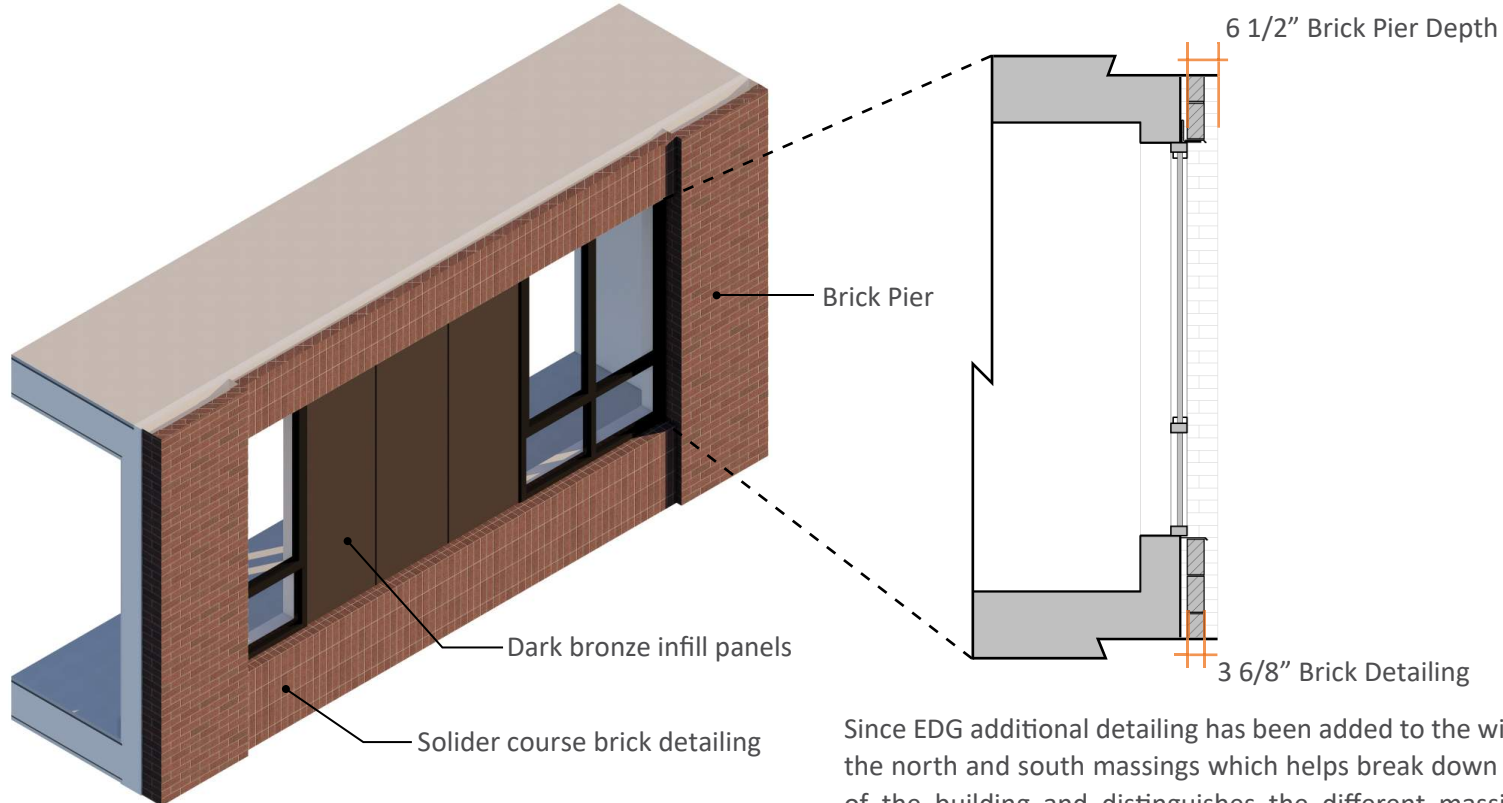 6 1/2” Brick Pier Depth
Brick Pier
Dark bronze infill panels
Solider course brick detailing
3 6/8” Brick Detailing
Since EDG additional detailing has been added to the wi
the north and south massings which helps break down
of the building and distinguishes the different massi